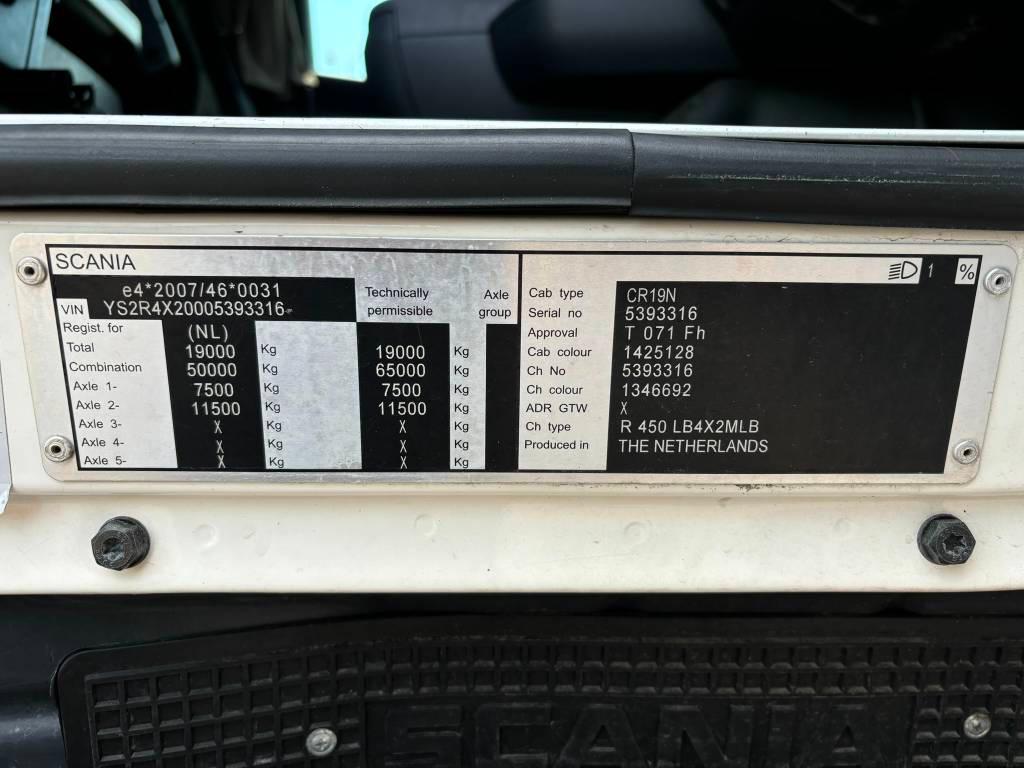 SCANIA
e4*2007/46*0031
VIN YS2R4X20005393316
Technically permissible
Axle group
Regist. for (NL)
Total 19000 Kg 19000 Kg
Combination 50000 Kg 65000 Kg
Axle 1- 7500 Kg 7500 Kg
Axle 2- 11500 Kg 11500 Kg
Axle 3- X Kg X Kg
Axle 4- X Kg X Kg
Axle 5- X Kg X Kg
1 %
Cab type CR19N
Serial no 5393316
Approval T 071 Fh
Cab colour 1425128
Ch No 5393316
Ch colour 1346692
ADR GTW X
Ch type R 450 LB4X2MLB
Produced in THE NETHERLANDS
SCANIA